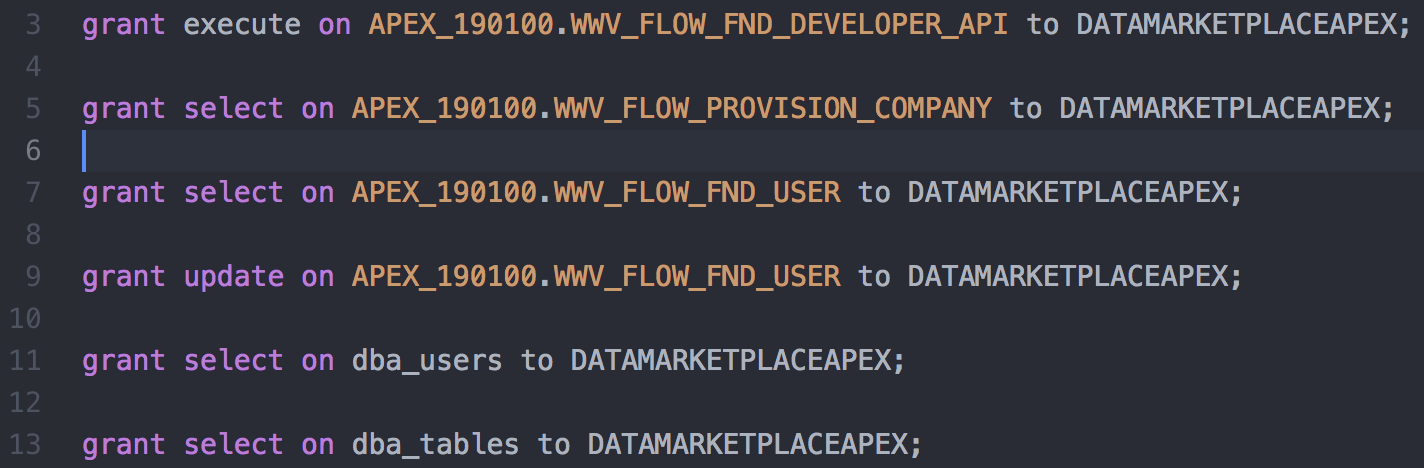 3 grant execute on APEX_190100.WWV_FLOW_FND_DEVELOPER_API to DATAMARKETPLACEAPEX;
4
5 grant select on APEX_190100.WWV_FLOW_PROVISION_COMPANY to DATAMARKETPLACEAPEX;
6
7 grant select on APEX_190100.WWV_FLOW_FND_USER to DATAMARKETPLACEAPEX;
8
9 grant update on APEX_190100.WWV_FLOW_FND_USER to DATAMARKETPLACEAPEX;
10
11 grant select on dba_users to DATAMARKETPLACEAPEX;
12
13 grant select on dba_tables to DATAMARKETPLACEAPEX;